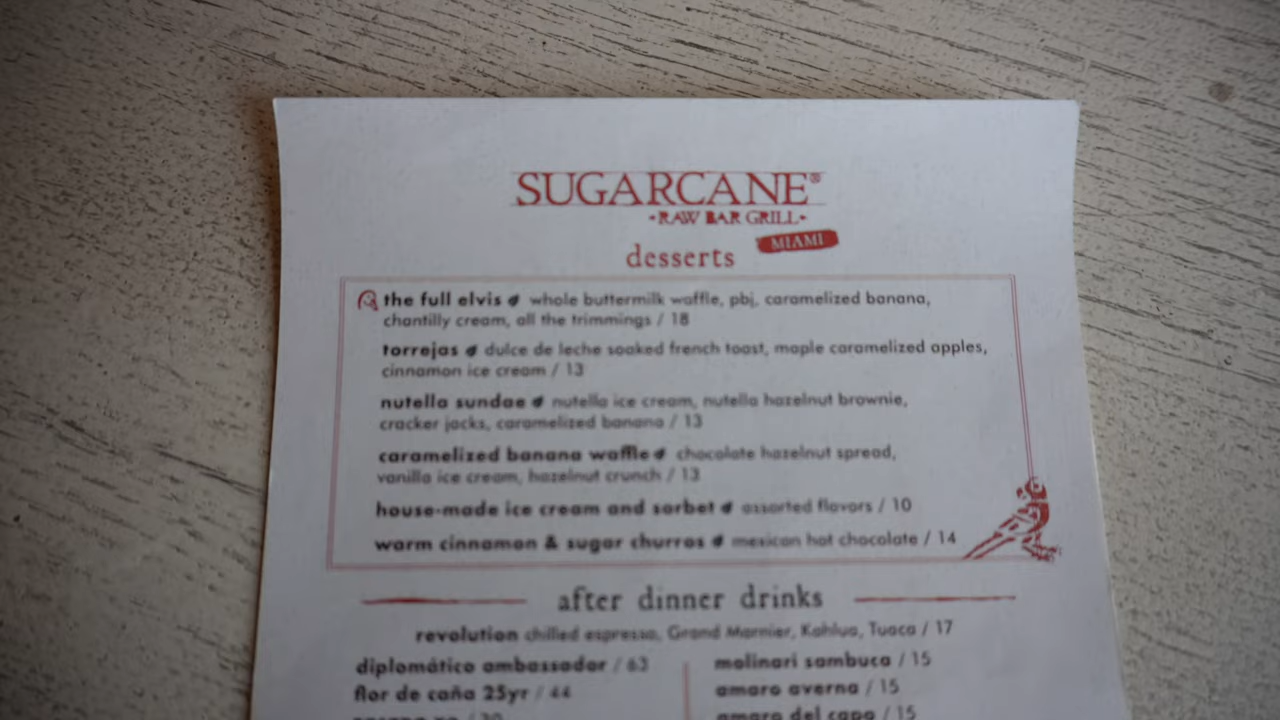 SUGARCANE®
•RAW BAR GRILL•
MIAMI
desserts
the full elvis whole buttermilk waffle, pbj, caramelized banana,
chantilly cream, all the trimmings / 18
torrejas dulce de leche soaked french toast, maple caramelized apples,
cinnamon ice cream / 13
nutella sundae nutella ice cream, nutella hazelnut brownie,
cracker jacks, caramelized banana / 13
caramelized banana waffle chocolate hazelnut spread,
vanilla ice cream, hazelnut crunch / 13
house-made ice cream and sorbet assorted flavors / 10
warm cinnamon & sugar churros mexican hot chocolate / 14
after dinner drinks
revolution chilled espresso, Grand Marnier, Kahlua, Tuaca / 17
diplomático ambassador / 63
flor de caña 25yr / 44
molinari sambuca / 15
amaro averna / 15
amaro del capo / 15